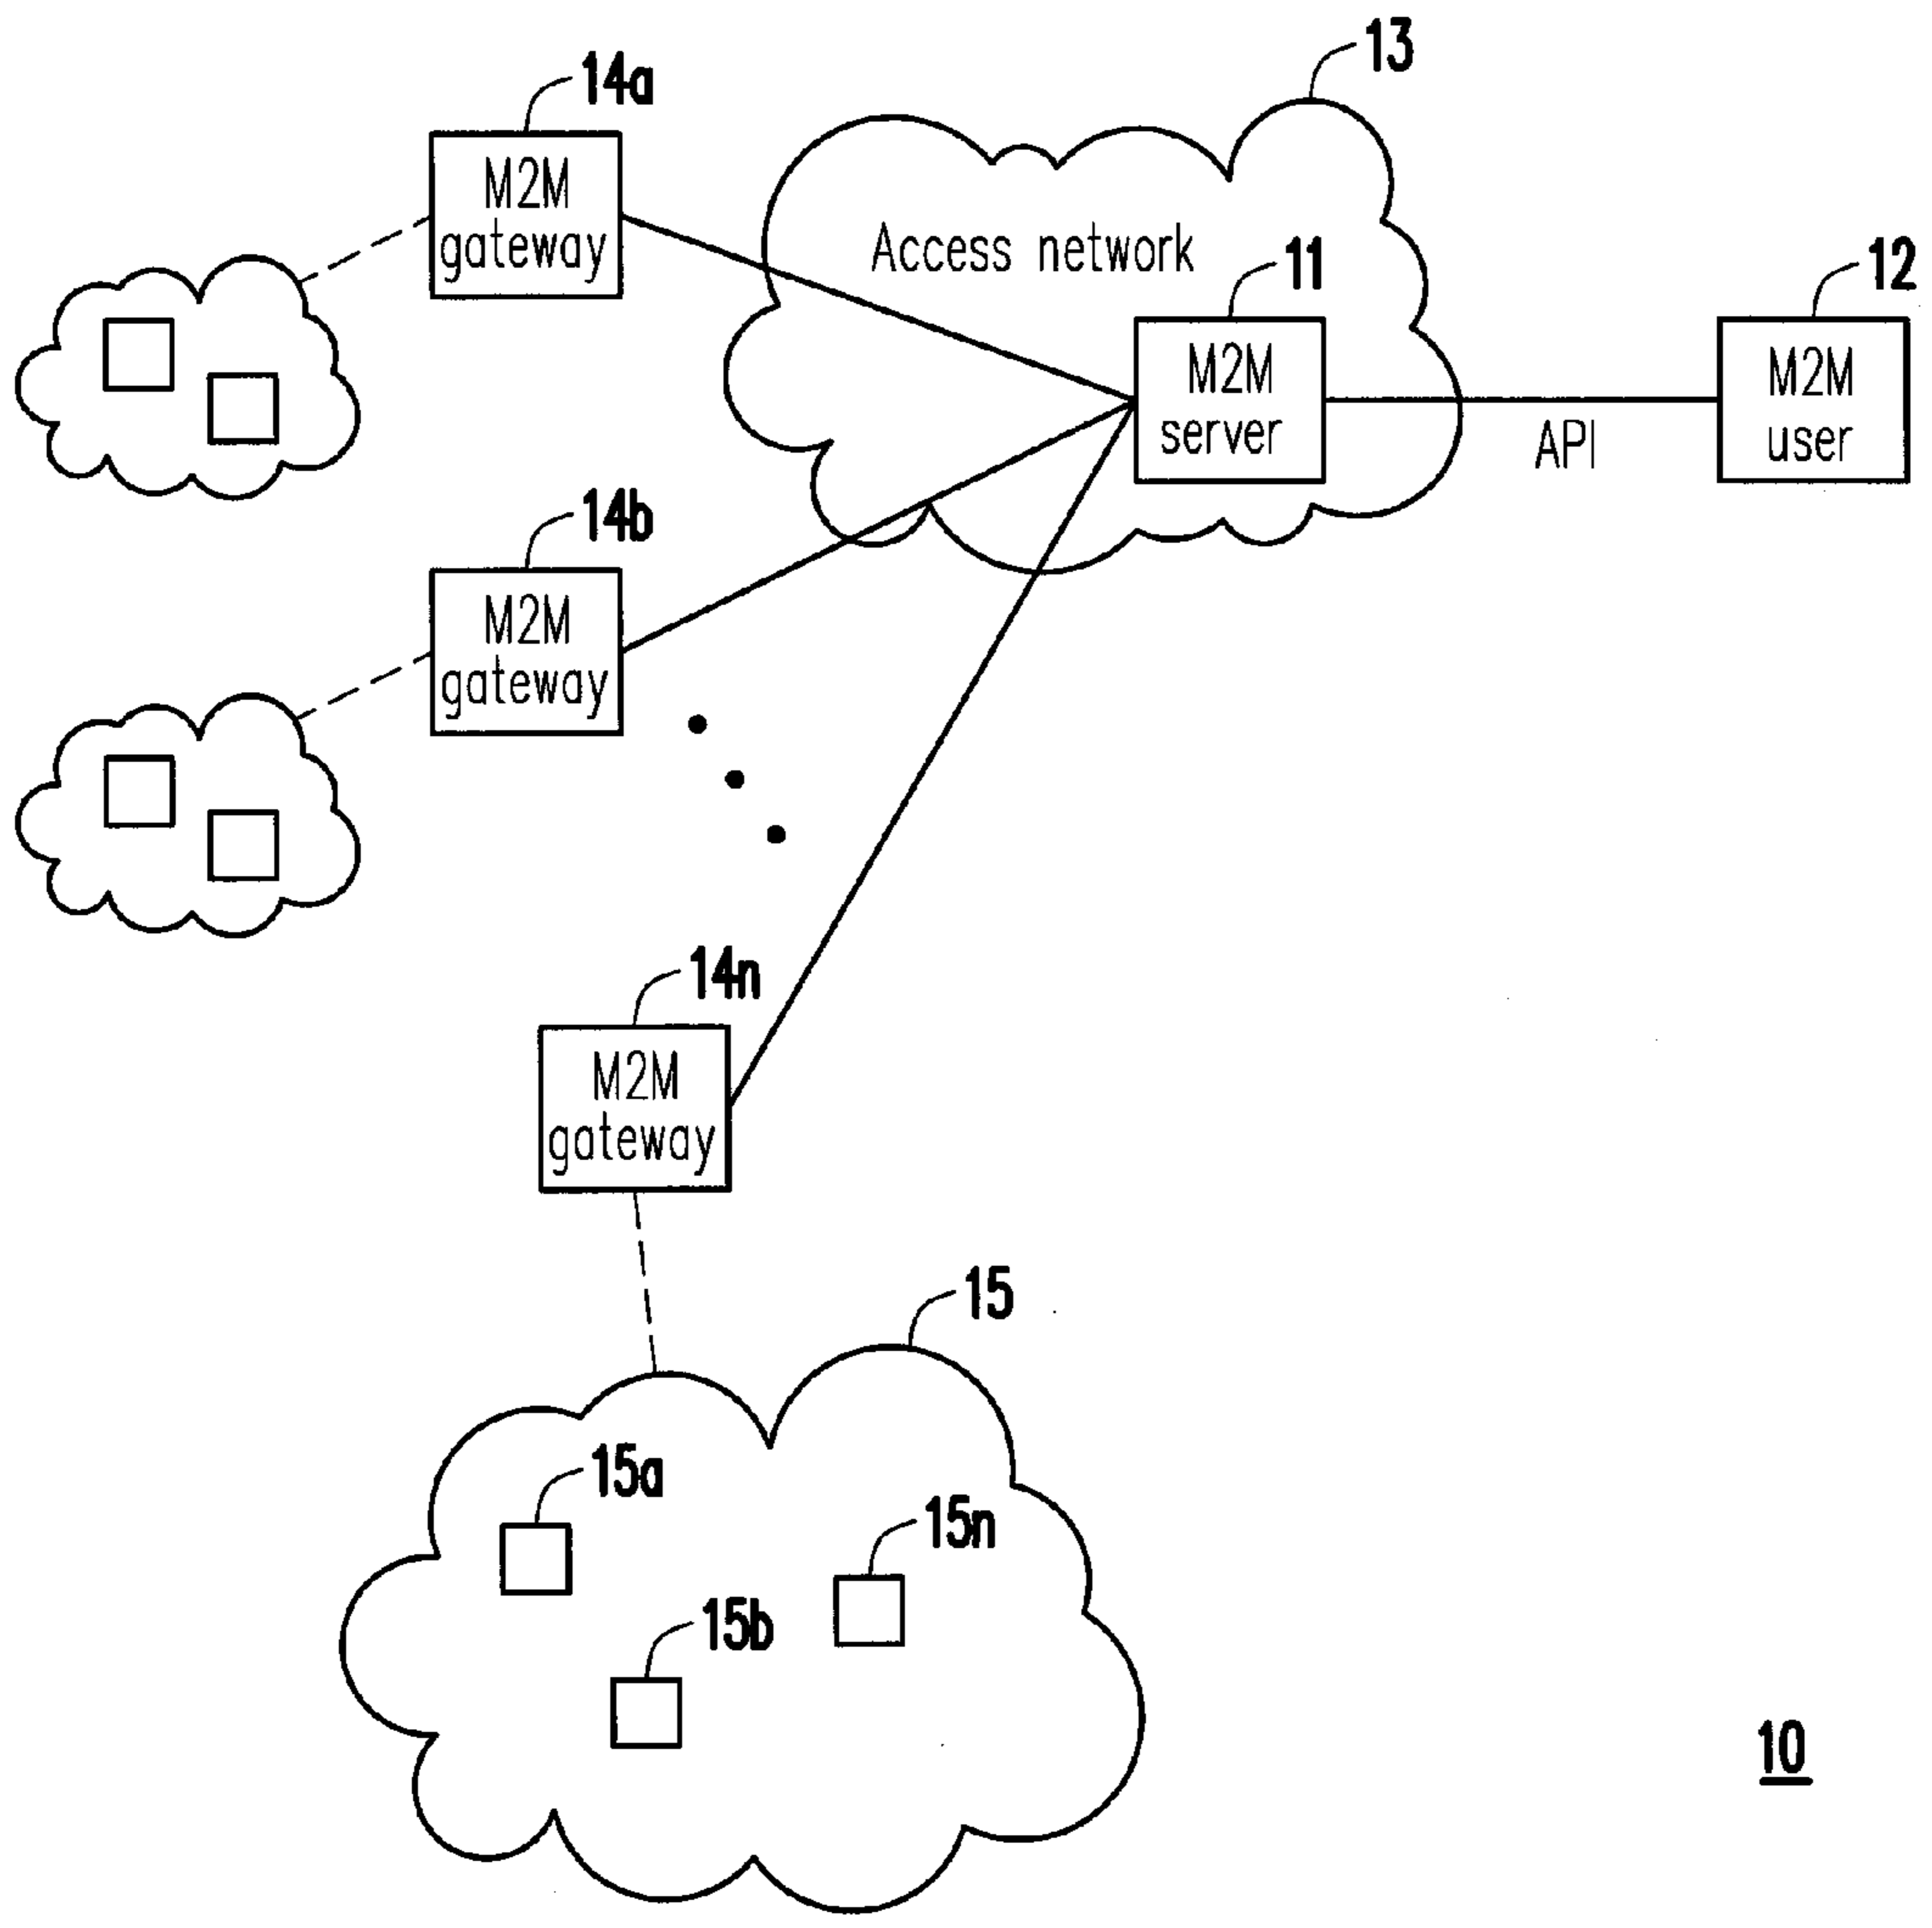 13
14a
M2M
gateway
Access network
11
12
M2M
server
M2M
user
API
14b
M2M
gateway
14n
M2M
gateway
15
15a
15n
15b
10